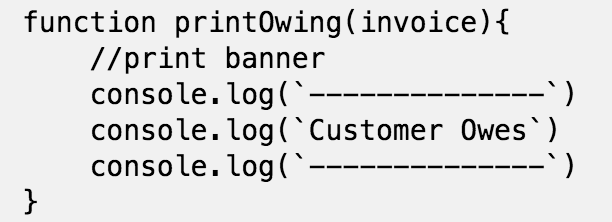 function printOwing(invoice){
    //print banner
    console.log(`--------------`)
    console.log(`Customer Owes`)
    console.log(`--------------`)
}